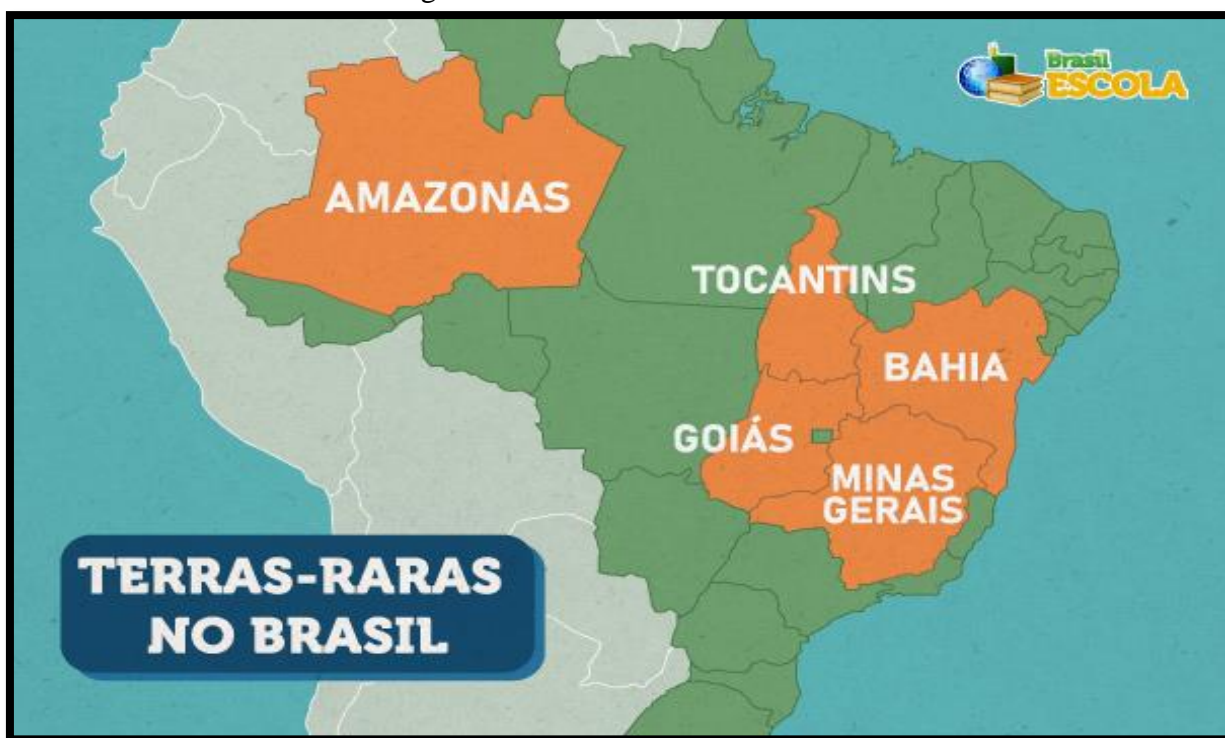 Brasil
ESCOLA
AMAZONAS
TOCANTINS
BAHIA
GOIÁS
MINAS
GERAIS
TERRAS-RARAS
NO BRASIL